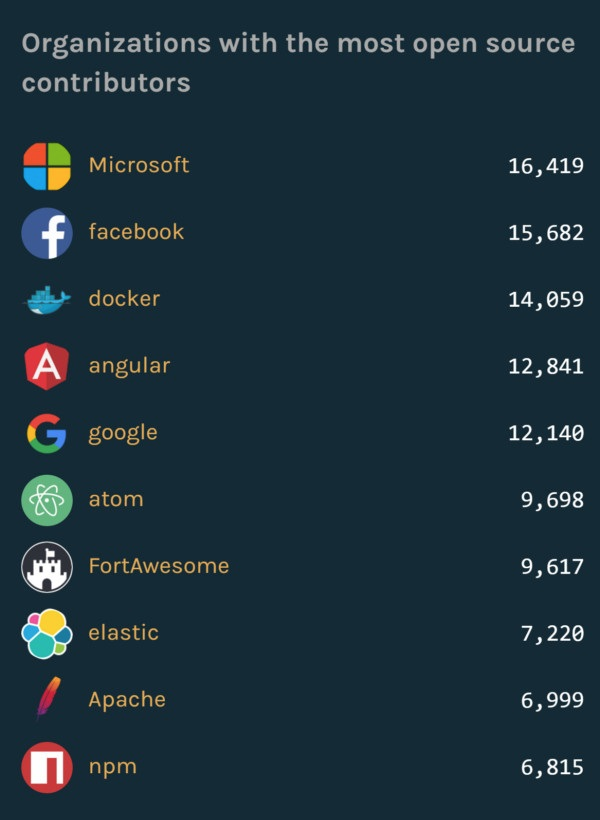 Organizations with the most open source
contributors
Microsoft 16,419
facebook 15,682
docker 14,059
angular 12,841
google 12,140
atom 9,698
FortAwesome 9,617
elastic 7,220
Apache 6,999
npm 6,815